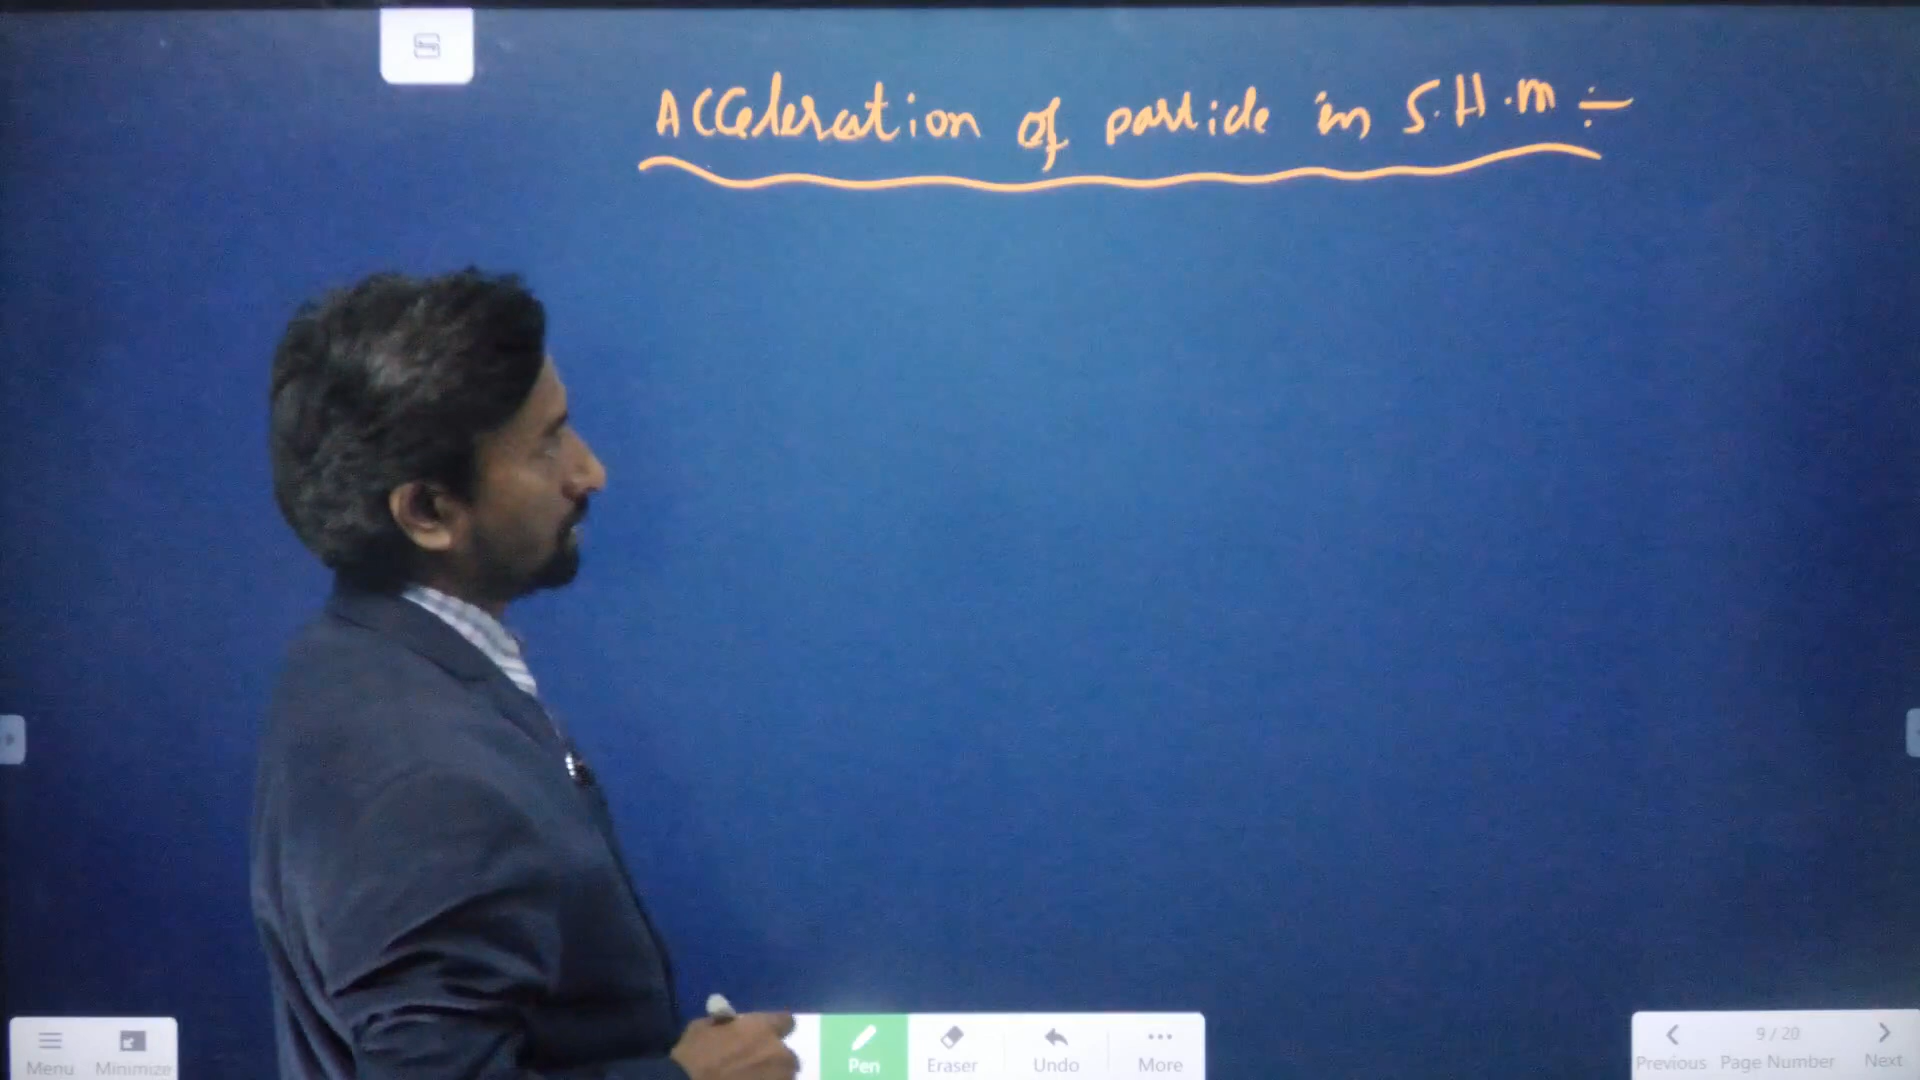 Acceleration of particle in S.H.M ÷
Menu
Minimize
Pen
Eraser
Undo
More
9 / 20
Previous
Page Number
Next